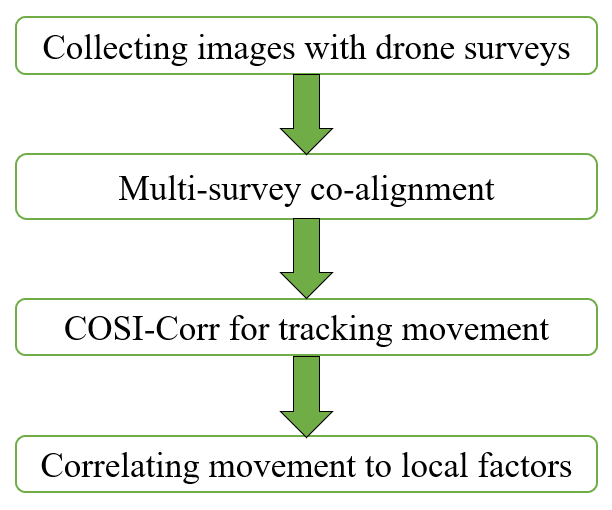 Collecting images with drone surveys
Multi-survey co-alignment
COSI-Corr for tracking movement
Correlating movement to local factors